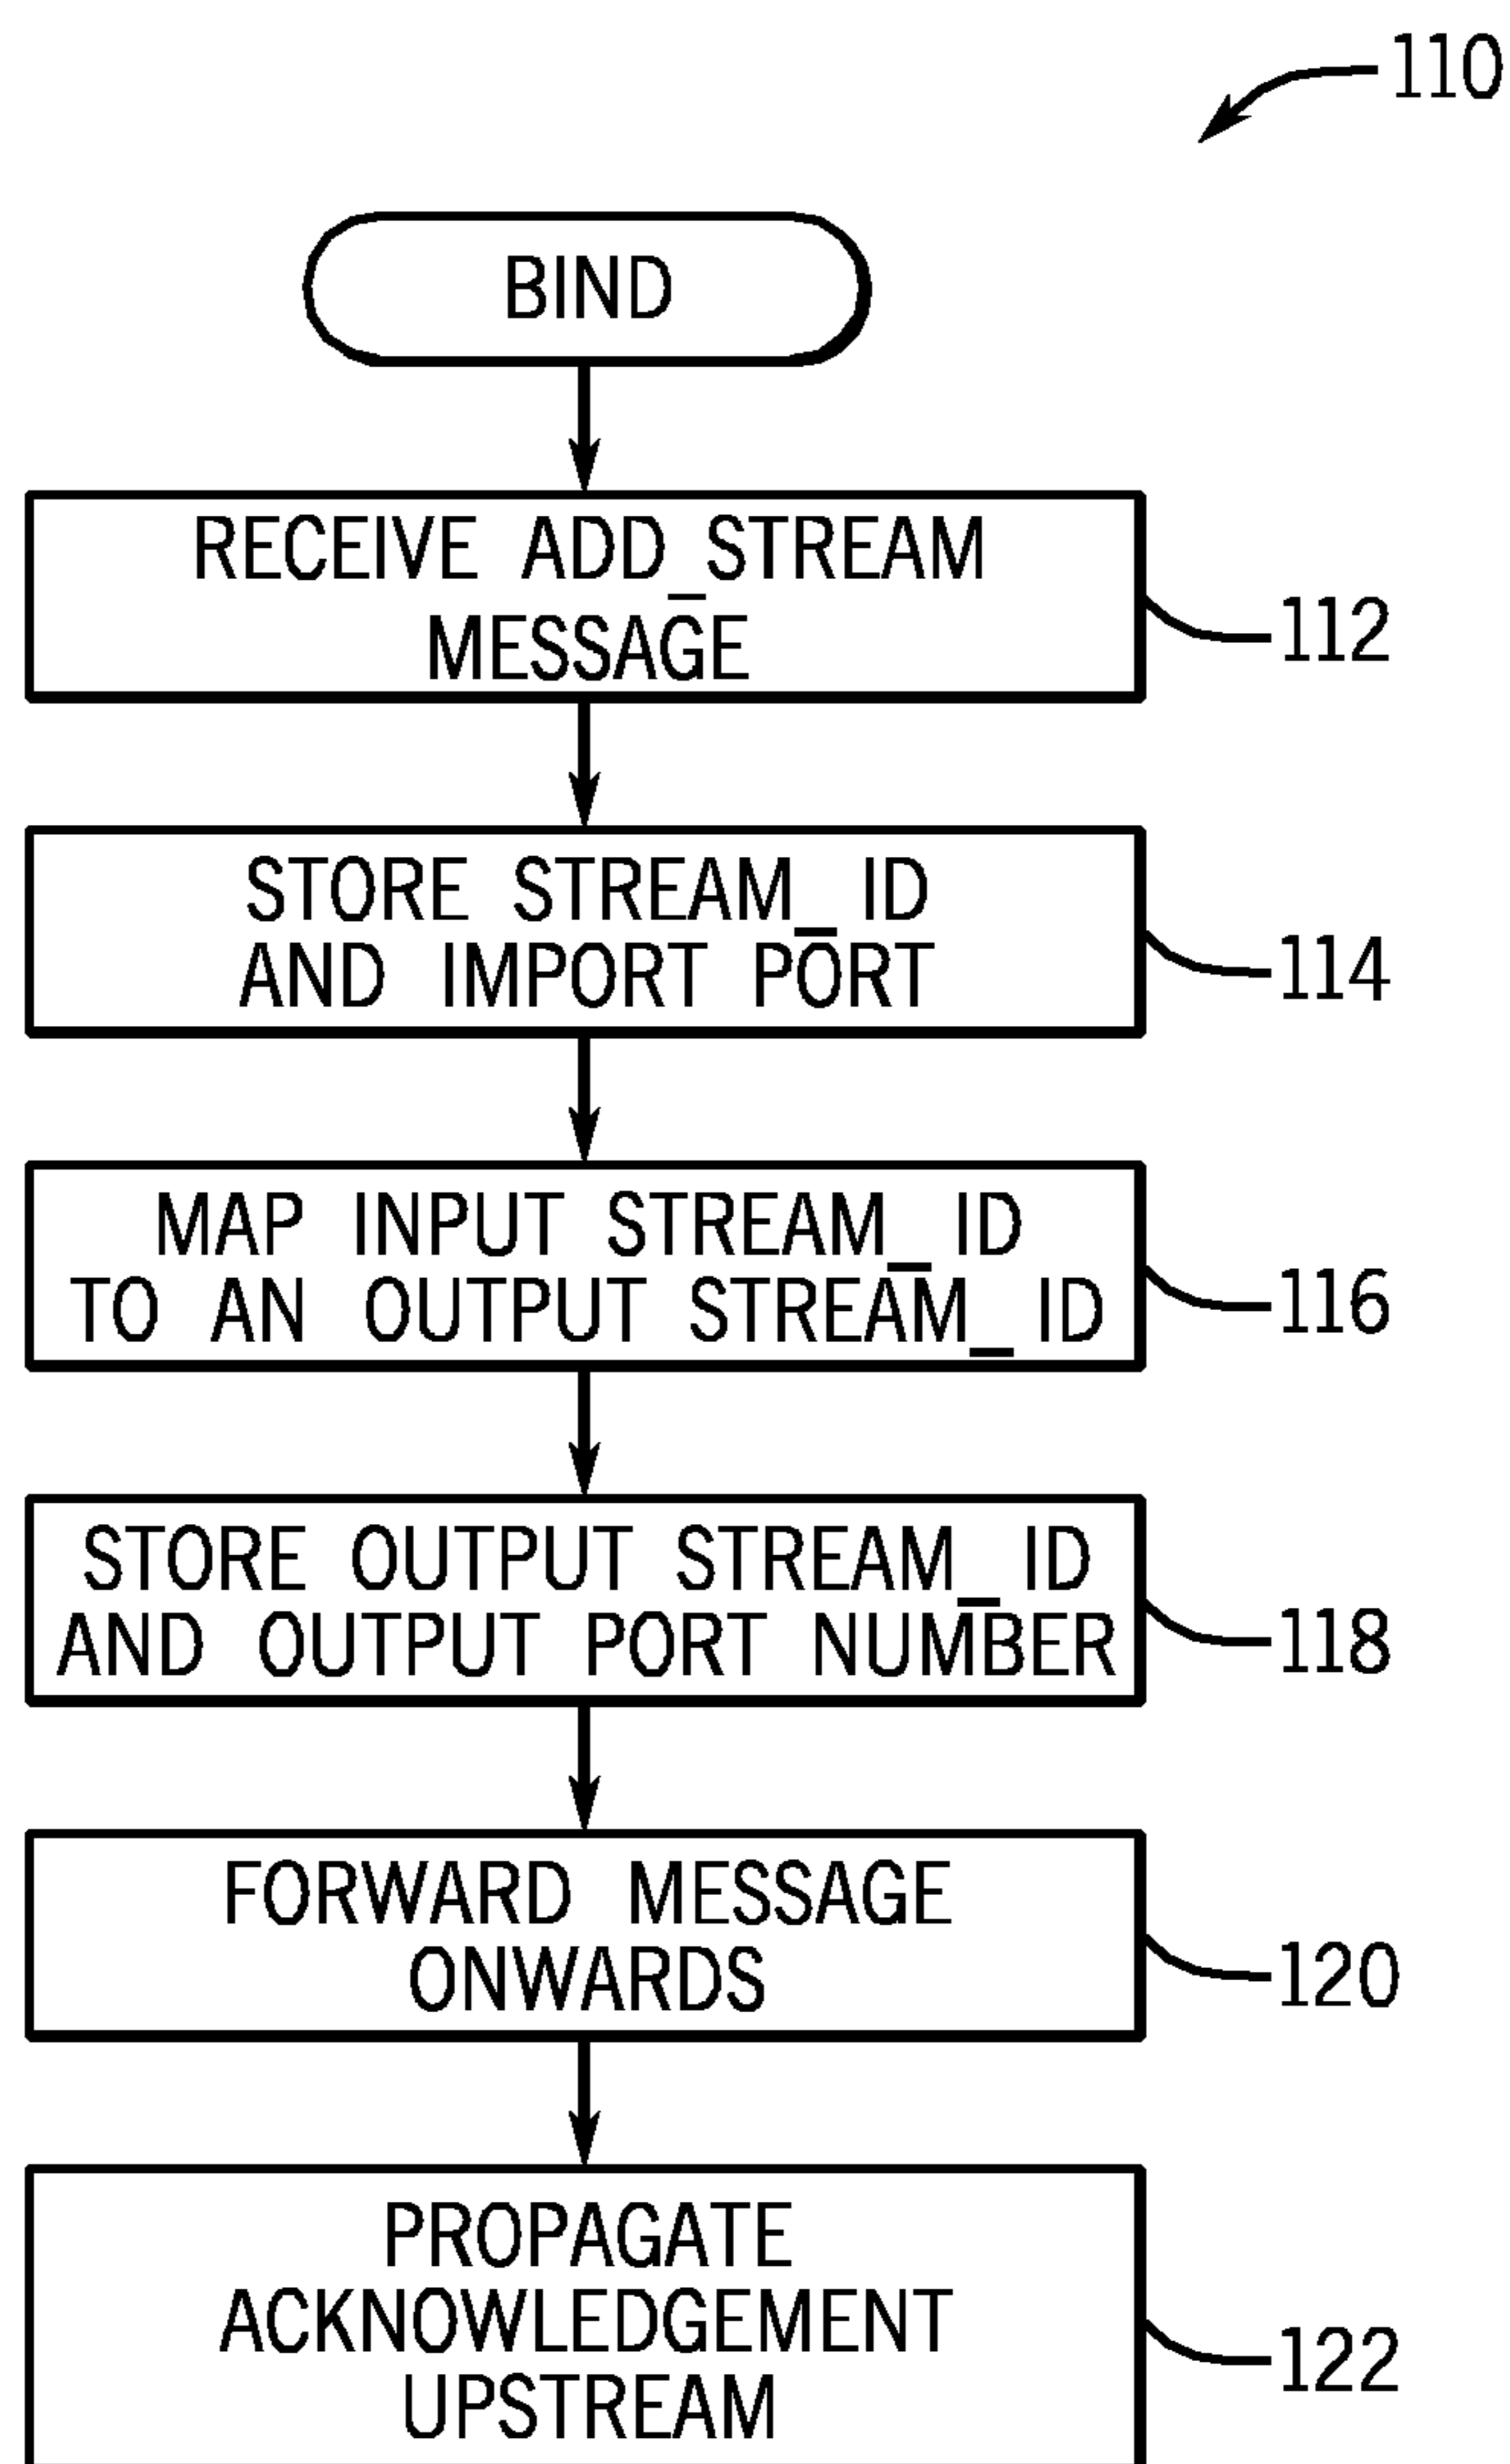 110
BIND
RECEIVE ADD_STREAM
MESSAGE
112
STORE STREAM_ID
AND IMPORT PORT
114
MAP INPUT STREAM_ID
TO AN OUTPUT STREAM_ID
116
STORE OUTPUT STREAM_ID
AND OUTPUT PORT NUMBER
118
FORWARD MESSAGE
ONWARDS
120
PROPAGATE
ACKNOWLEDGEMENT
UPSTREAM
122